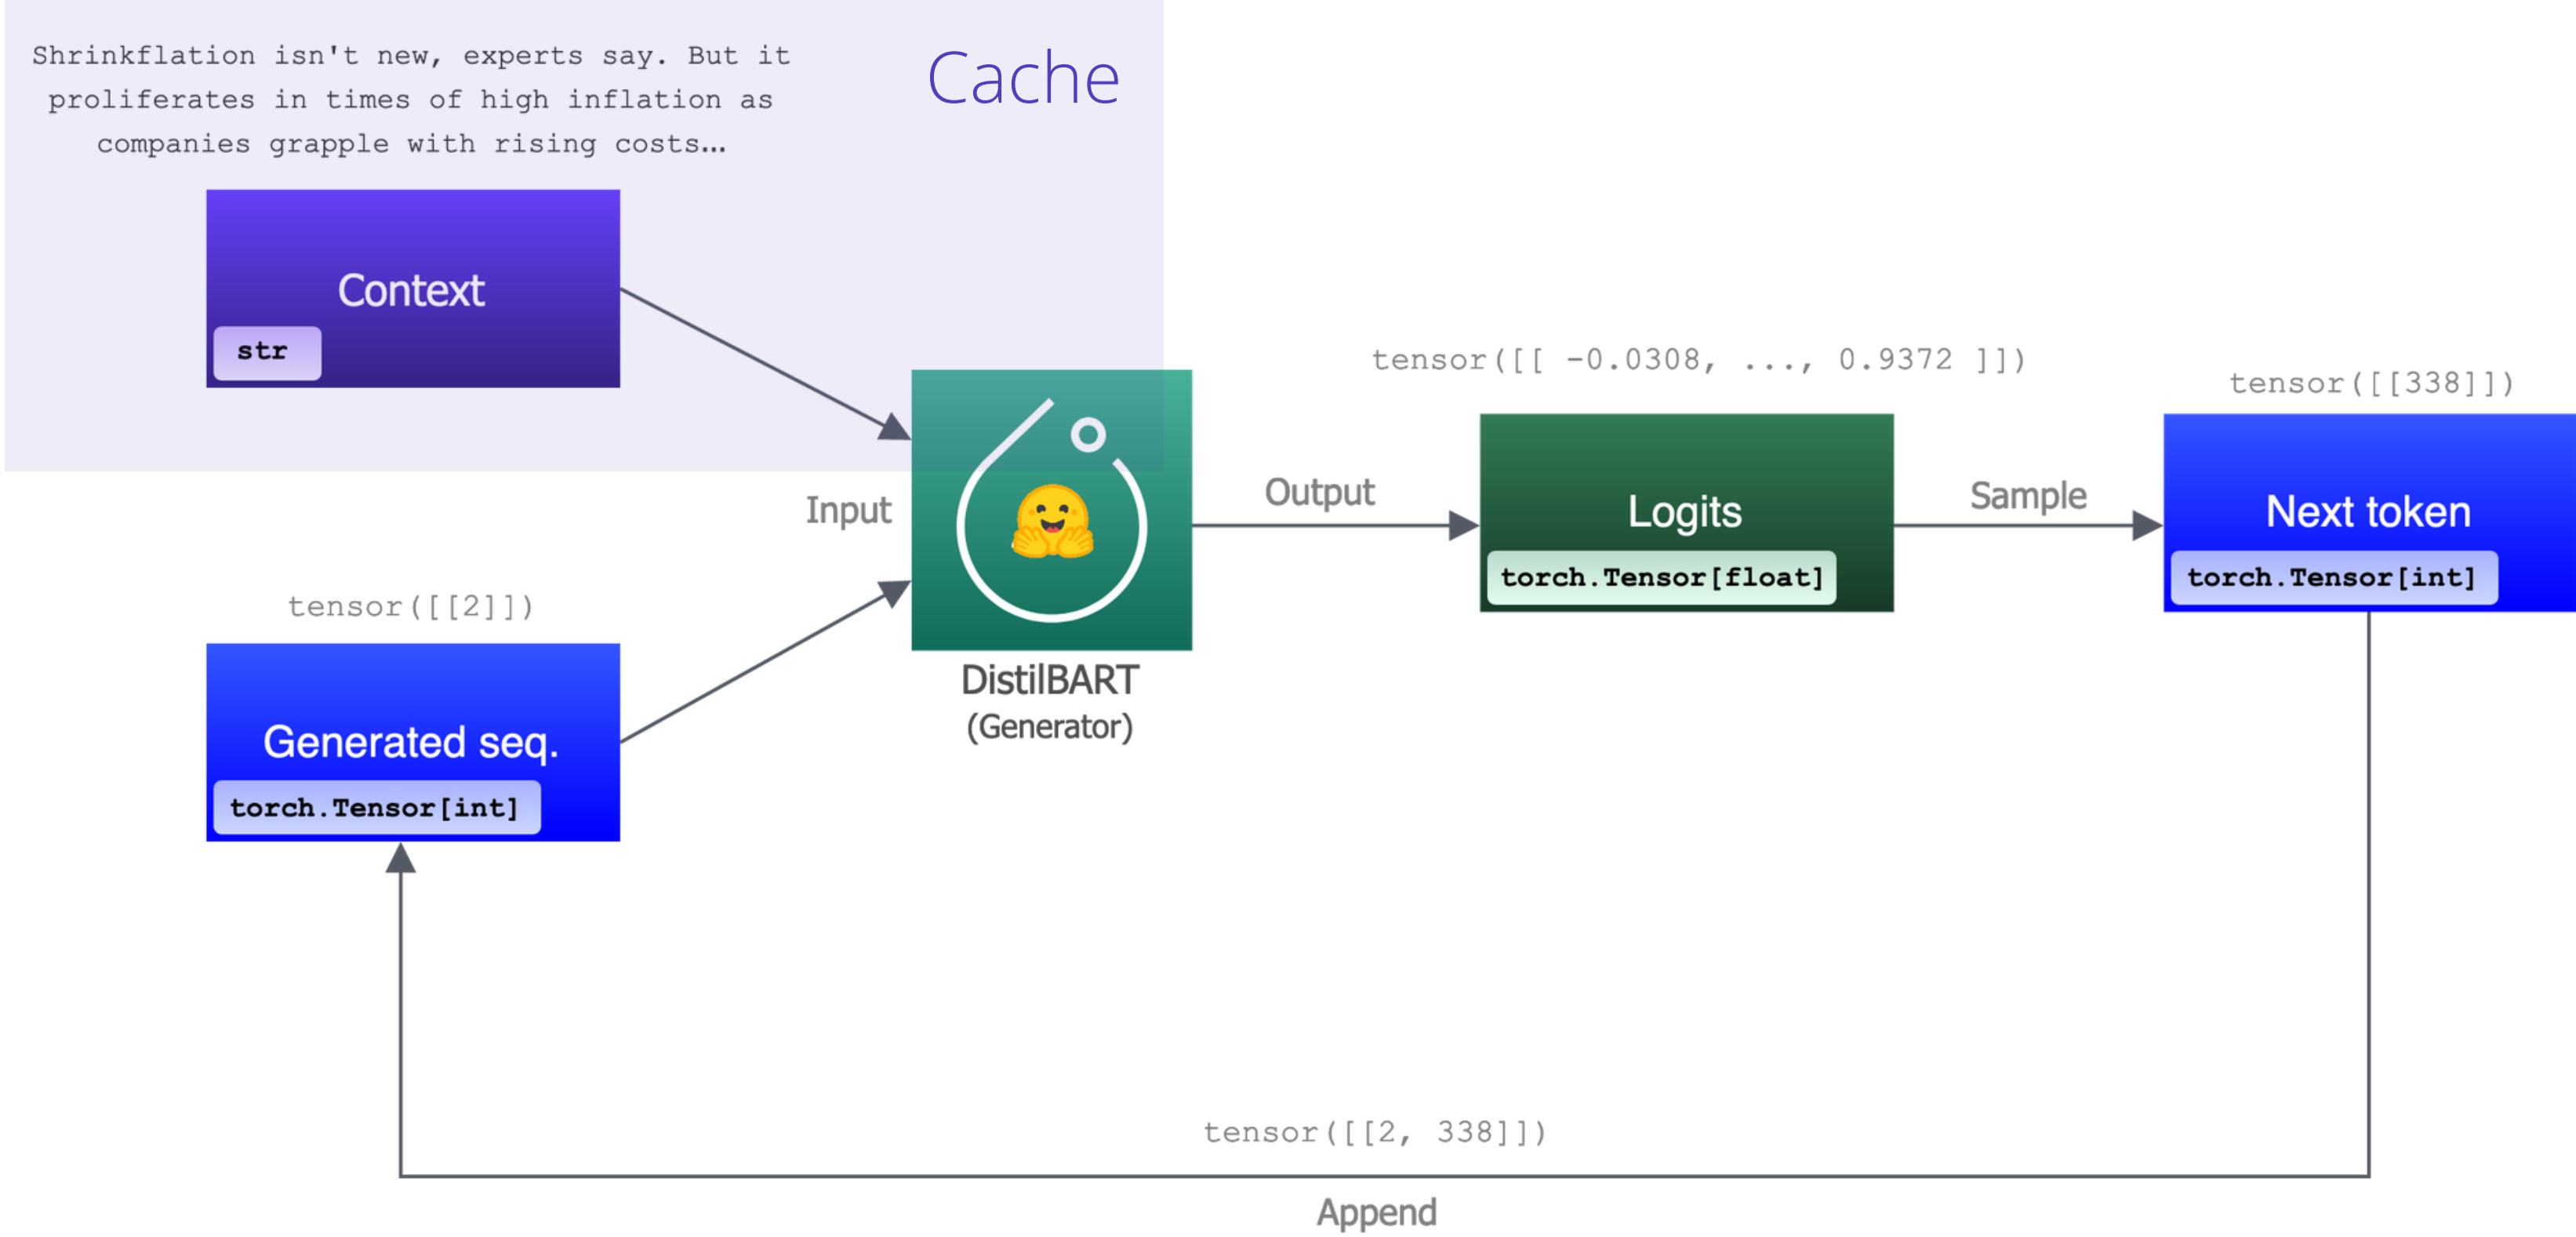 Shrinkflation isn't new, experts say. But it
proliferates in times of high inflation as
companies grapple with rising costs…
Cache
Context
str
Input
tensor([[2]])
Generated seq.
torch.Tensor[int]
DistilBART
(Generator)
Output
tensor([[ -0.0308, ..., 0.9372 ]])
Logits
torch.Tensor[float]
Sample
tensor([[338]])
Next token
torch.Tensor[int]
tensor([[2, 338]])
Append